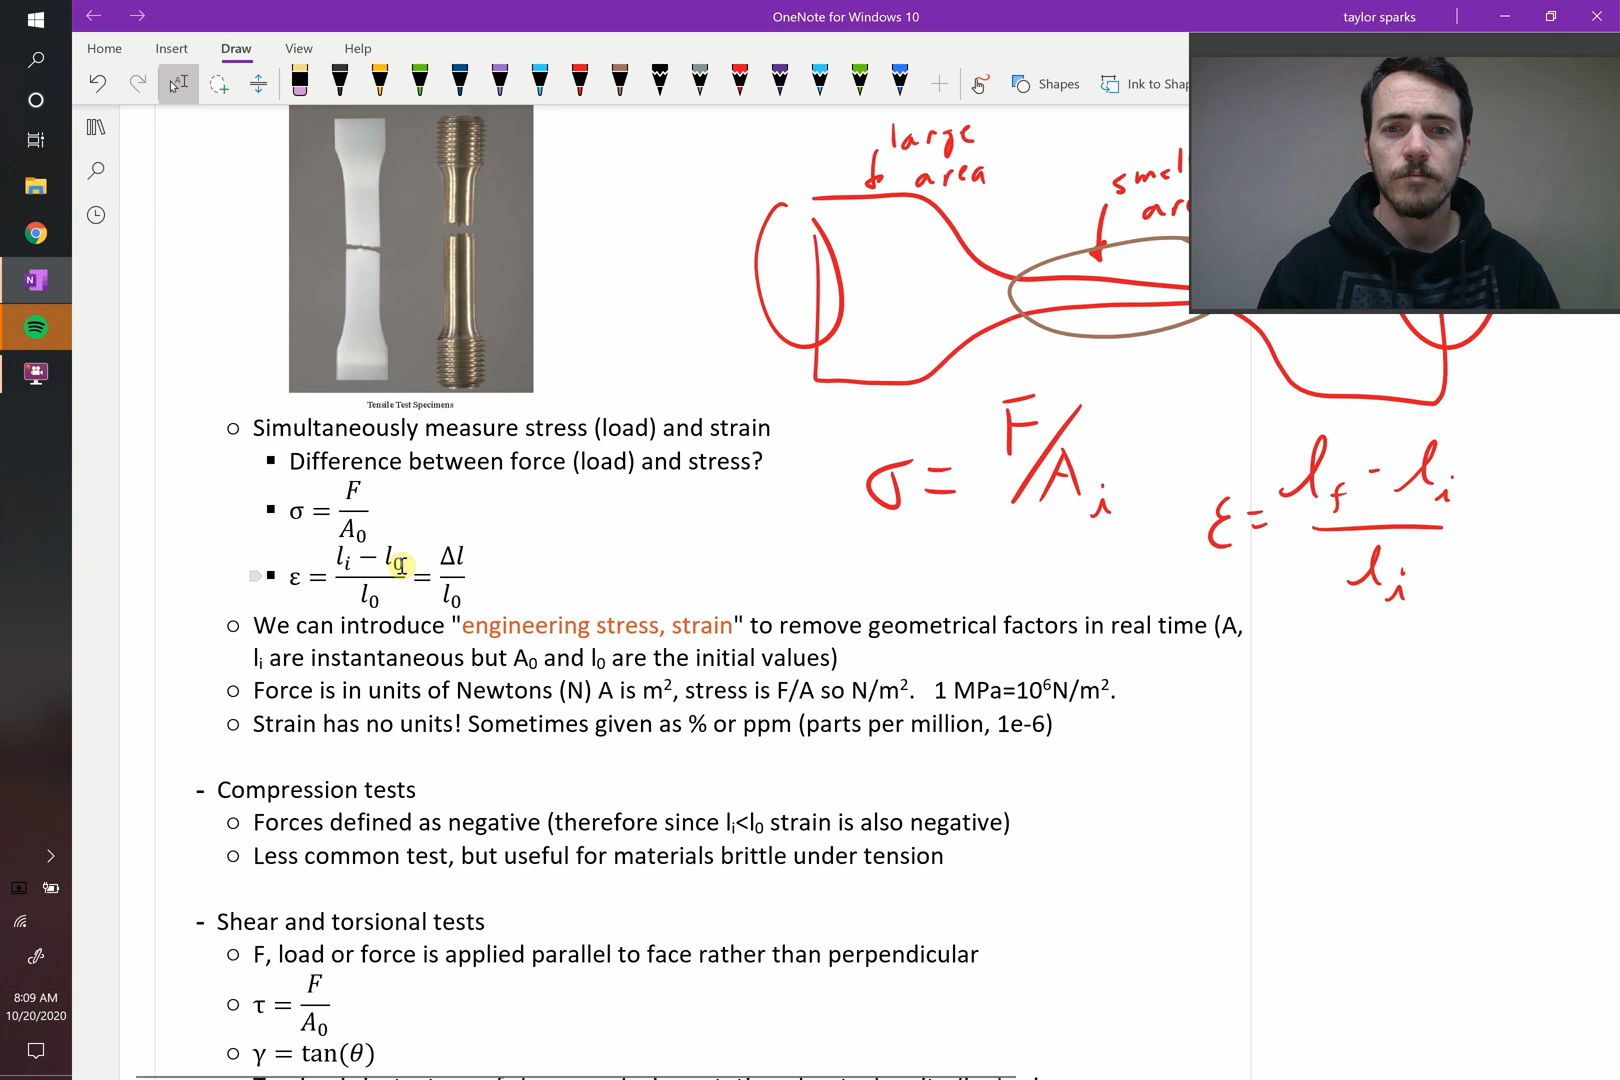 OneNote for Windows 10
taylor sparks
Home Insert Draw View Help
Shapes
Ink to Shap
large
area
smal
ar
Tensile Test Specimens
○ Simultaneously measure stress (load) and strain
▪ Difference between force (load) and stress?
▪ σ = F/A₀
▪ ε = (lᵢ − l₀)/l₀ = Δl/l₀
σ = F/Aᵢ
ε = (l_f - lᵢ)/lᵢ
○ We can introduce "engineering stress, strain" to remove geometrical factors in real time (A,
lᵢ are instantaneous but A₀ and l₀ are the initial values)
○ Force is in units of Newtons (N) A is m², stress is F/A so N/m². 1 MPa=10⁶N/m².
○ Strain has no units! Sometimes given as % or ppm (parts per million, 1e-6)
- Compression tests
○ Forces defined as negative (therefore since lᵢ<l₀ strain is also negative)
○ Less common test, but useful for materials brittle under tension
- Shear and torsional tests
○ F, load or force is applied parallel to face rather than perpendicular
○ τ = F/A₀
○ γ = tan(θ)
8:09 AM
10/20/2020